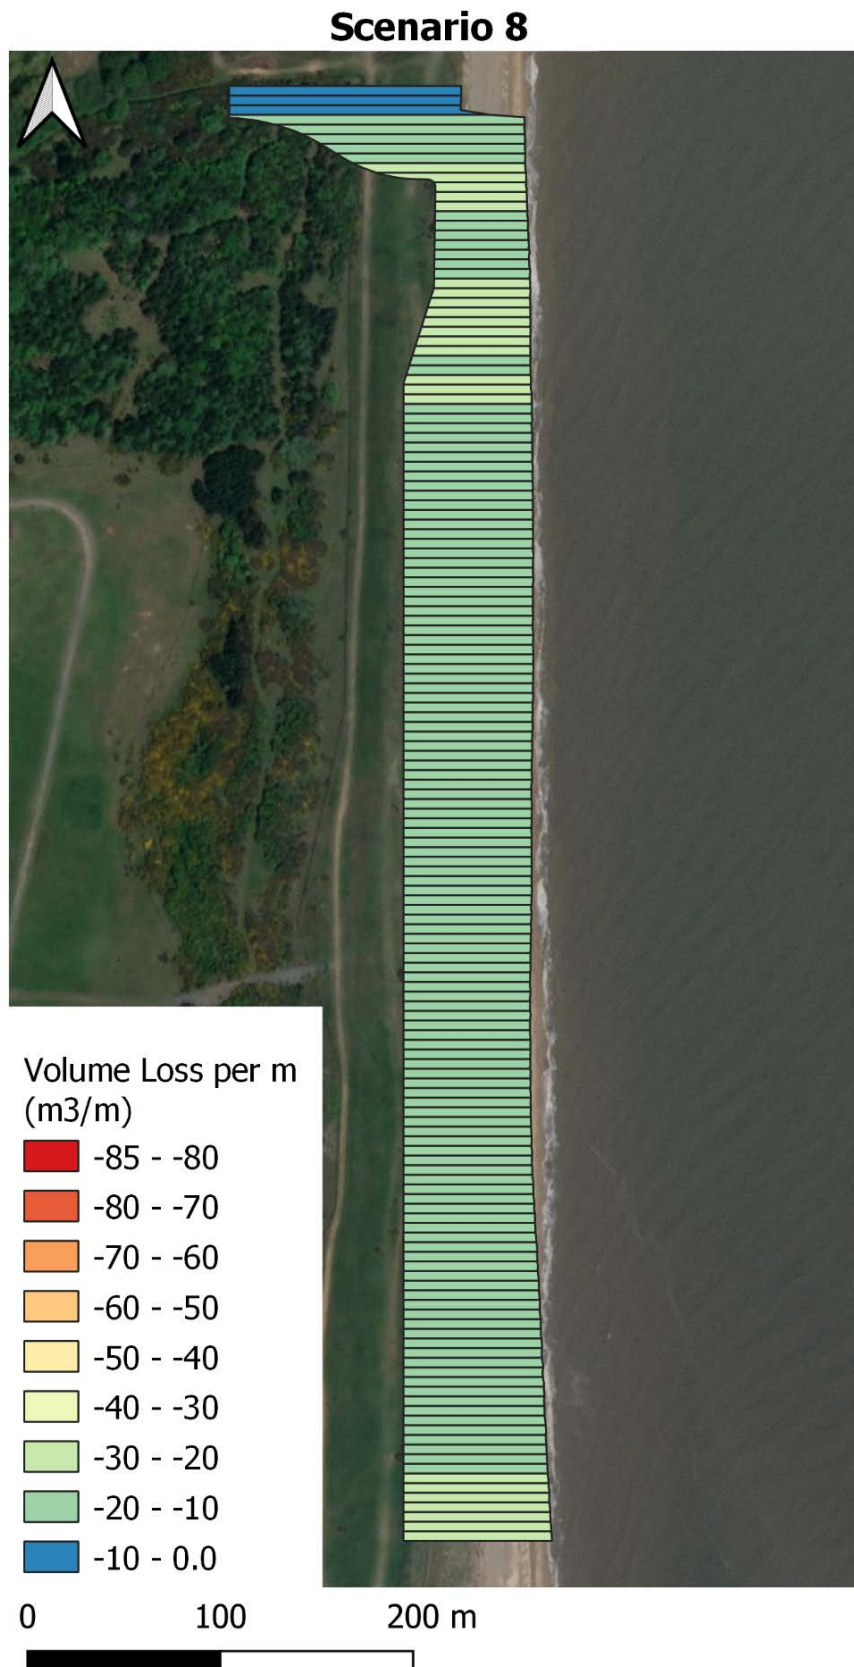 Scenario 8
Volume Loss per m
(m3/m)
-85 - -80
-80 - -70
-70 - -60
-60 - -50
-50 - -40
-40 - -30
-30 - -20
-20 - -10
-10 - 0.0
0 100 200 m